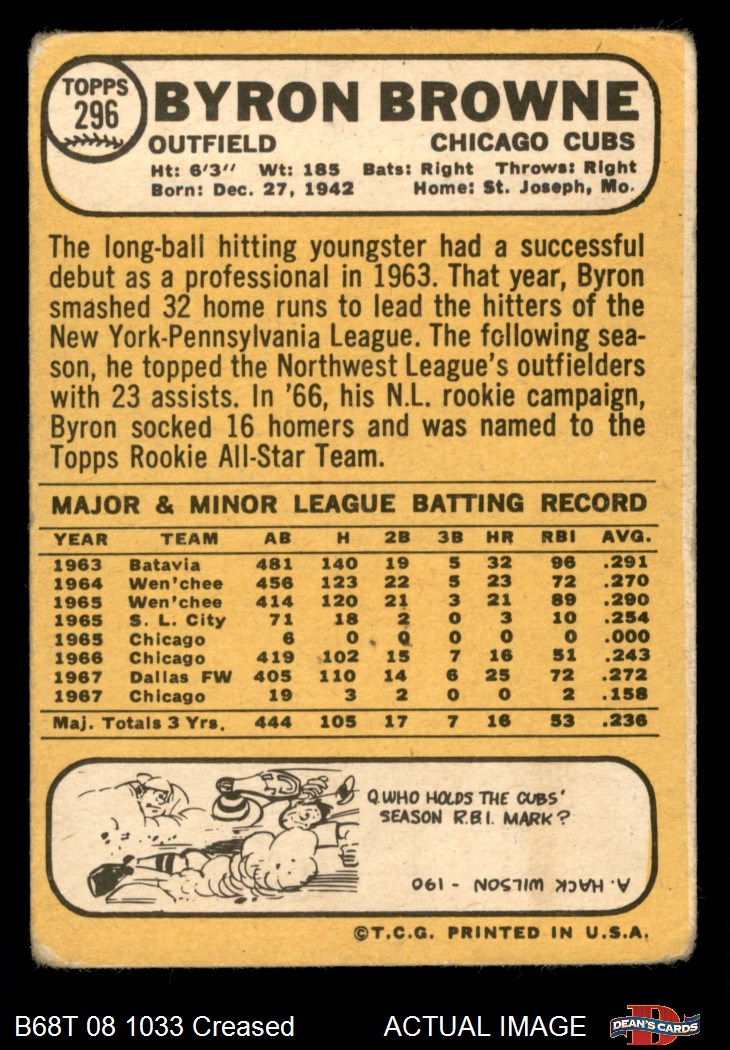 TOPPS
296
BYRON BROWNE
OUTFIELD CHICAGO CUBS
Ht: 6'3'' Wt: 185 Bats: Right Throws: Right
Born: Dec. 27, 1942 Home: St. Joseph, Mo.
The long-ball hitting youngster had a successful
debut as a professional in 1963. That year, Byron
smashed 32 home runs to lead the hitters of the
New York-Pennsylvania League. The following sea-
son, he topped the Northwest League's outfielders
with 23 assists. In '66, his N.L. rookie campaign,
Byron socked 16 homers and was named to the
Topps Rookie All-Star Team.
MAJOR & MINOR LEAGUE BATTING RECORD
YEAR TEAM AB H 2B 3B HR RBI AVG.
1963 Batavia 481 140 19 5 32 96 .291
1964 Wen'chee 456 123 22 5 23 72 .270
1965 Wen'chee 414 120 21 3 21 89 .290
1965 S. L. City 71 18 2 0 3 10 .254
1965 Chicago 6 0 0 0 0 0 .000
1966 Chicago 419 102 15 7 16 51 .243
1967 Dallas FW 405 110 14 6 25 72 .272
1967 Chicago 19 3 2 0 0 2 .158
Maj. Totals 3 Yrs. 444 105 17 7 16 53 .236
Q. WHO HOLDS THE CUBS'
SEASON R.B.I. MARK?
A. HACK WILSON - 190
©T.C.G. PRINTED IN U.S.A.
B68T 08 1033 Creased ACTUAL IMAGE
DEAN'S CARDS